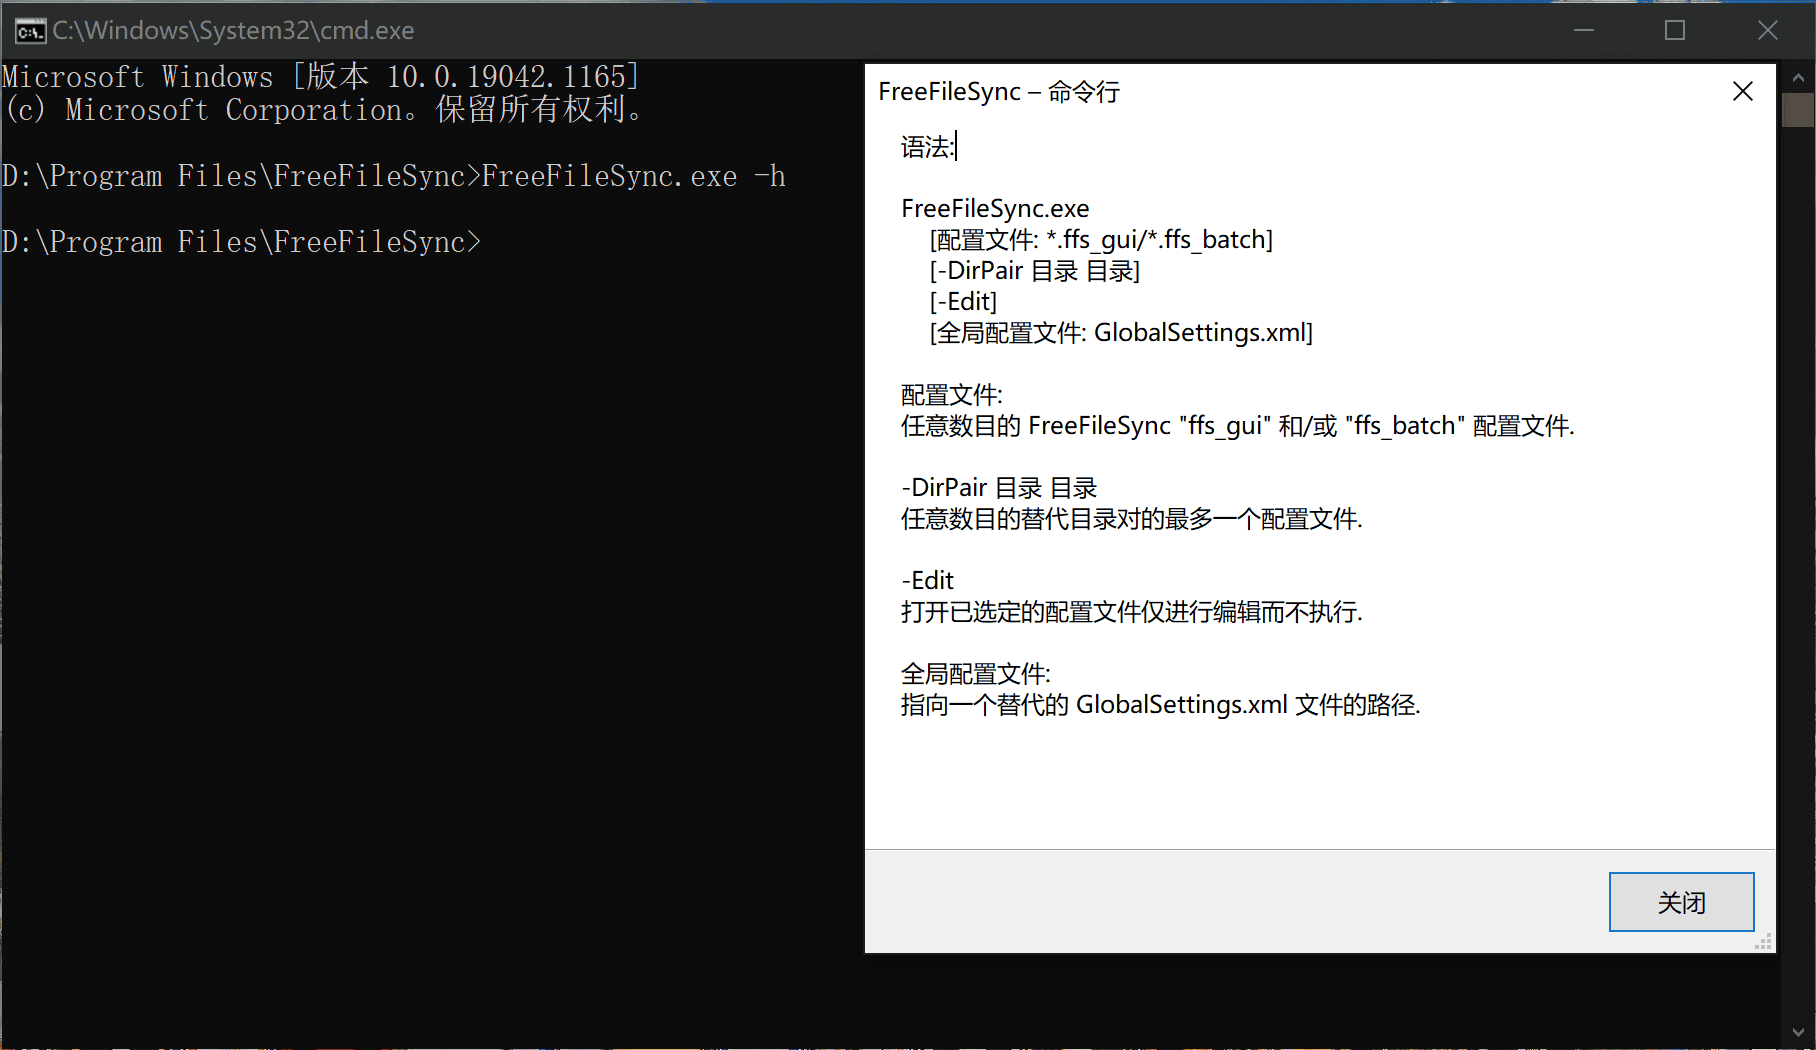 C:\Windows\System32\cmd.exe
Microsoft Windows [版本 10.0.19042.1165]
(c) Microsoft Corporation。保留所有权利。
D:\Program Files\FreeFileSync>FreeFileSync.exe -h
D:\Program Files\FreeFileSync>
FreeFileSync – 命令行
语法:
FreeFileSync.exe
[配置文件: *.ffs_gui/*.ffs_batch]
[-DirPair 目录 目录]
[-Edit]
[全局配置文件: GlobalSettings.xml]
配置文件:
任意数目的 FreeFileSync "ffs_gui" 和/或 "ffs_batch" 配置文件.
-DirPair 目录 目录
任意数目的替代目录对的最多一个配置文件.
-Edit
打开已选定的配置文件仅进行编辑而不执行.
全局配置文件:
指向一个替代的 GlobalSettings.xml 文件的路径.
关闭